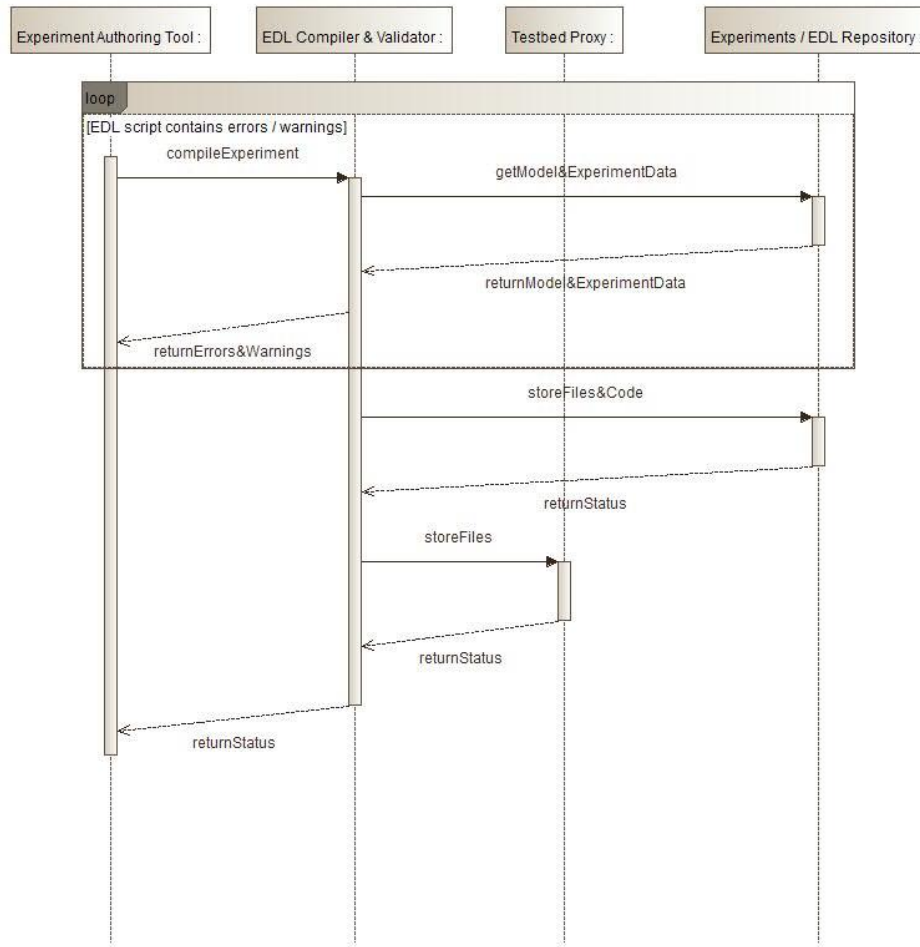 Experiment Authoring Tool :
EDL Compiler & Validator :
Testbed Proxy :
Experiments / EDL Repository :
loop
[EDL script contains errors / warnings]
compileExperiment
getModel&ExperimentData
returnModel&ExperimentData
returnErrors&Warnings
storeFiles&Code
returnStatus
storeFiles
returnStatus
returnStatus